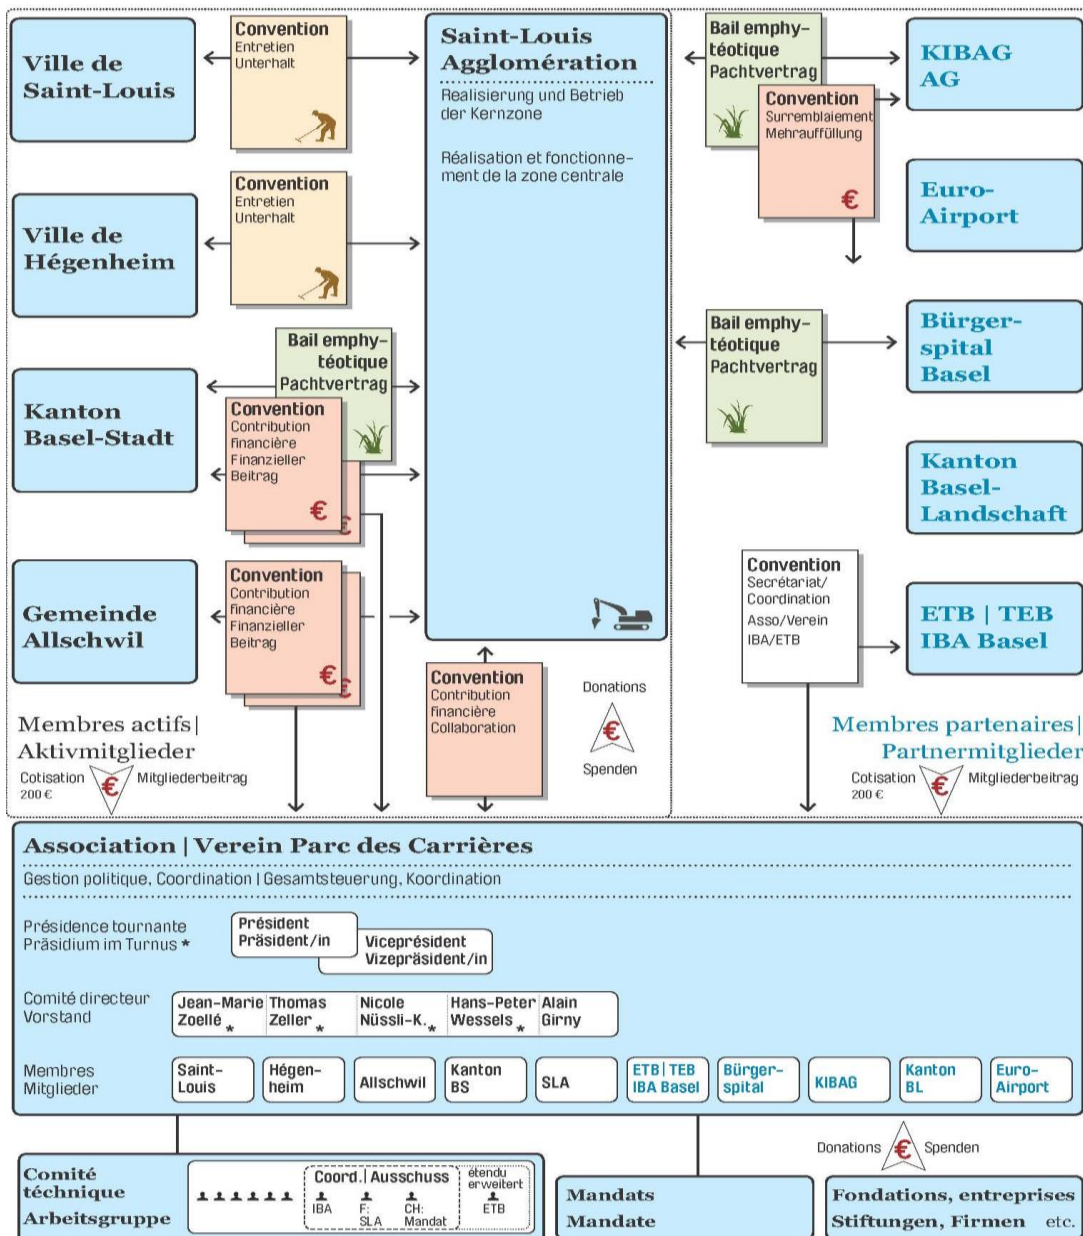 Ville de
Saint-Louis
Convention
Entretien
Unterhalt
Saint-Louis
Agglomération
Realisierung und Betrieb
der Kernzone
Réalisation et fonctionne-
ment de la zone centrale
Bail emphy-
téotique
Pachtvertrag
Convention
Surremblaiement
Mehrauffüllung
€
KIBAG
AG
Ville de
Hégenheim
Convention
Entretien
Unterhalt
Euro-
Airport
Kanton
Basel-Stadt
Bail emphy-
téotique
Pachtvertrag
Convention
Contribution
financière
Finanzieller
Beitrag
€
€
Bail emphy-
téotique
Pachtvertrag
Bürger-
spital
Basel
Kanton
Basel-
Landschaft
Gemeinde
Allschwil
Convention
Contribution
financière
Finanzieller
Beitrag
€
€
Convention
Secrétariat/
Coordination
Asso/Verein
IBA/ETB
ETB | TEB
IBA Basel
Convention
Contribution
financière
Collaboration
Donations
€
Spenden
Membres actifs|
Aktivmitglieder
Cotisation € Mitgliederbeitrag
200 €
Membres partenaires|
Partnermitglieder
Cotisation € Mitgliederbeitrag
200 €
Association | Verein Parc des Carrières
Gestion politique, Coordination | Gesamtsteuerung, Koordination
Présidence tournante
Präsidium im Turnus *
Président
Präsident/in
Viceprésident
Vizepräsident/in
Comité directeur
Vorstand
Jean-Marie
Zoellé *
Thomas
Zeller *
Nicole
Nüssli-K. *
Hans-Peter
Wessels *
Alain
Girny
Membres
Mitglieder
Saint-
Louis
Hégen-
heim
Allschwil
Kanton
BS
SLA
ETB | TEB
IBA Basel
Bürger-
spital
KIBAG
Kanton
BL
Euro-
Airport
Comité
téchnique
Arbeitsgruppe
Coord. | Ausschuss
IBA
F:
SLA
CH:
Mandat
étendu
erweitert
ETB
Mandats
Mandate
Donations € Spenden
Fondations, entreprises
Stiftungen, Firmen etc.